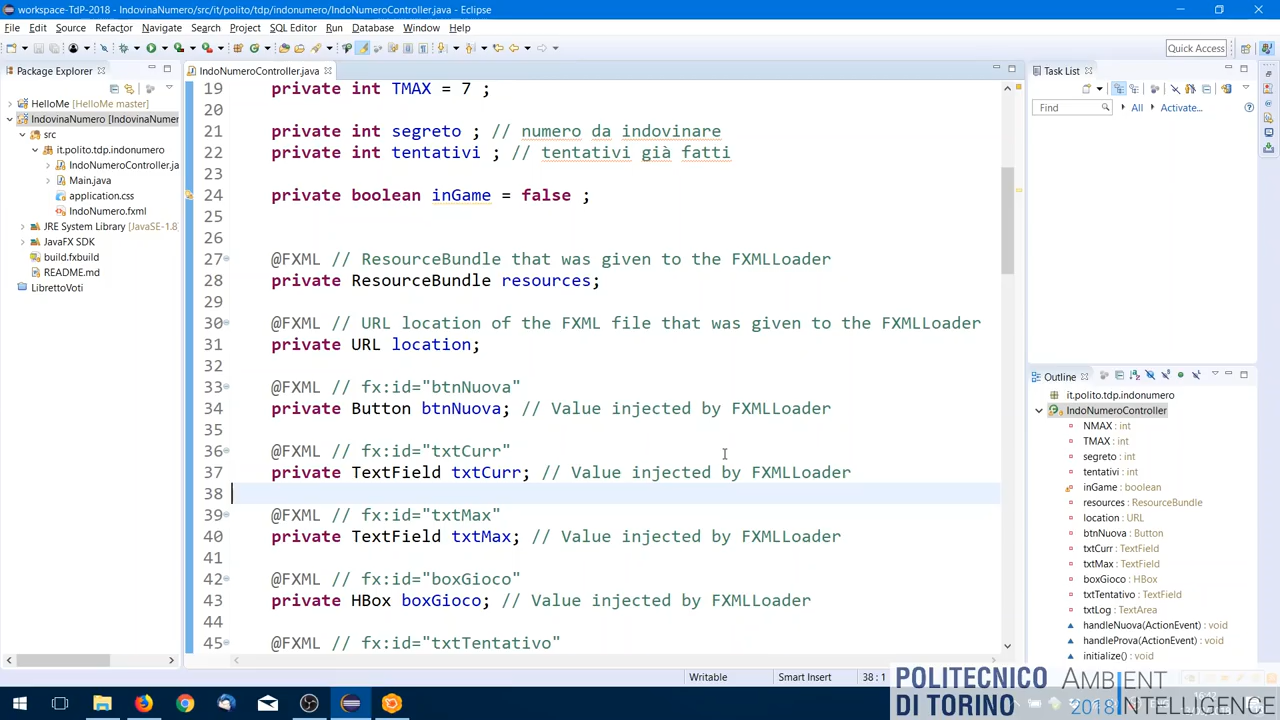 workspace-TdP-2018 - IndovinaNumero/src/it/polito/tdp/indonumero/IndoNumeroController.java - Eclipse
File Edit Source Refactor Navigate Search Project SQL Editor Run Database Window Help
Quick Access
Package Explorer
HelloMe [HelloMe master]
IndovinaNumero [IndovinaNumer
src
it.polito.tdp.indonumero
IndoNumeroController.ja
Main.java
application.css
IndoNumero.fxml
JRE System Library [JavaSE-1.8]
JavaFX SDK
build.fxbuild
README.md
LibrettoVoti
IndoNumeroController.java
19 private int TMAX = 7 ;
20
21 private int segreto ; // numero da indovinare
22 private int tentativi ; // tentativi già fatti
23
24 private boolean inGame = false ;
25
26
27 @FXML // ResourceBundle that was given to the FXMLLoader
28 private ResourceBundle resources;
29
30 @FXML // URL location of the FXML file that was given to the FXMLLoader
31 private URL location;
32
33 @FXML // fx:id="btnNuova"
34 private Button btnNuova; // Value injected by FXMLLoader
35
36 @FXML // fx:id="txtCurr"
37 private TextField txtCurr; // Value injected by FXMLLoader
38
39 @FXML // fx:id="txtMax"
40 private TextField txtMax; // Value injected by FXMLLoader
41
42 @FXML // fx:id="boxGioco"
43 private HBox boxGioco; // Value injected by FXMLLoader
44
45 @FXML // fx:id="txtTentativo"
Task List
Find All Activate...
Outline
it.polito.tdp.indonumero
IndoNumeroController
NMAX : int
TMAX : int
segreto : int
tentativi : int
inGame : boolean
resources : ResourceBundle
location : URL
btnNuova : Button
txtCurr : TextField
txtMax : TextField
boxGioco : HBox
txtTentativo : TextField
txtLog : TextArea
handleNuova(ActionEvent) : void
handleProva(ActionEvent) : void
initialize() : void
Writable Smart Insert 38 : 1
POLITECNICO DI TORINO
AMBIENT INTELLIGENCE 2018